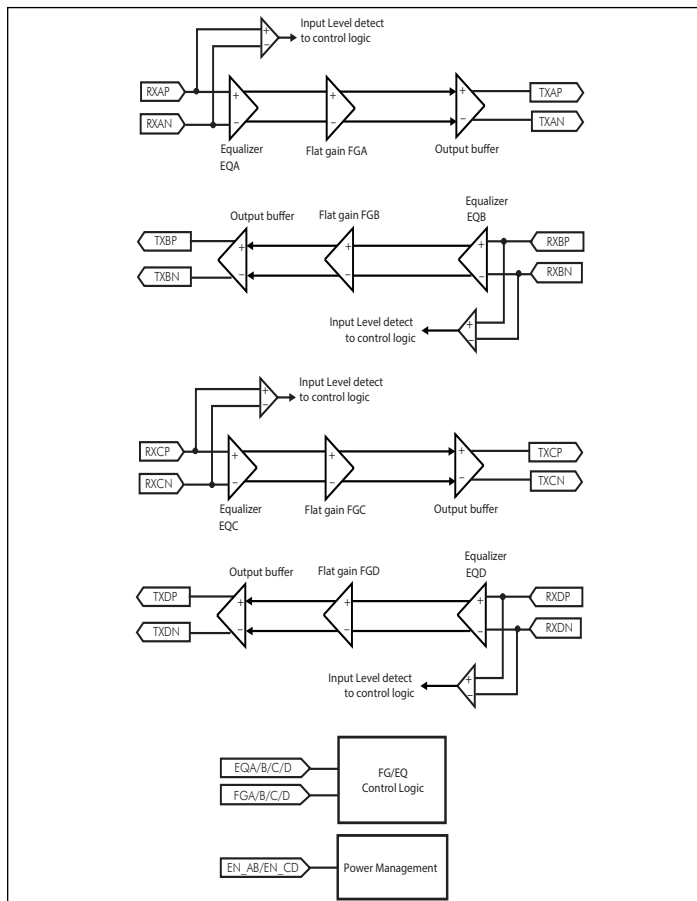 Input Level detect
to control logic
+
−
RXAP
RXAN
+
−
+
−
+
−
TXAP
TXAN
Equalizer
EQA
Flat gain FGA
Output buffer
Output buffer
Flat gain FGB
Equalizer
EQB
TXBP
TXBN
+
−
+
−
+
−
RXBP
RXBN
Input Level detect
to control logic
+
−
Input Level detect
to control logic
+
−
RXCP
RXCN
+
−
+
−
+
−
TXCP
TXCN
Equalizer
EQC
Flat gain FGC
Output buffer
Output buffer
Flat gain FGD
Equalizer
EQD
TXDP
TXDN
+
−
+
−
+
−
RXDP
RXDN
Input Level detect
to control logic
+
−
EQA/B/C/D
FGA/B/C/D
FG/EQ
Control Logic
EN_AB/EN_CD
Power Management